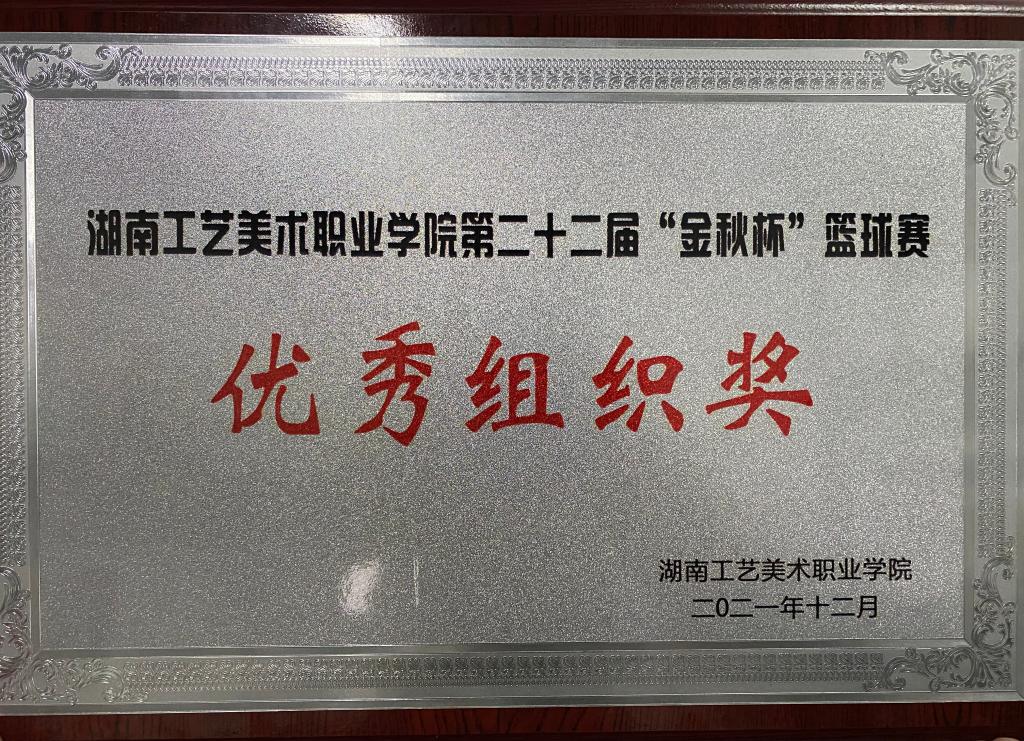 湖南工艺美术职业学院第二十二届“金秋杯”篮球赛
优秀组织奖
湖南工艺美术职业学院
二0二一年十二月